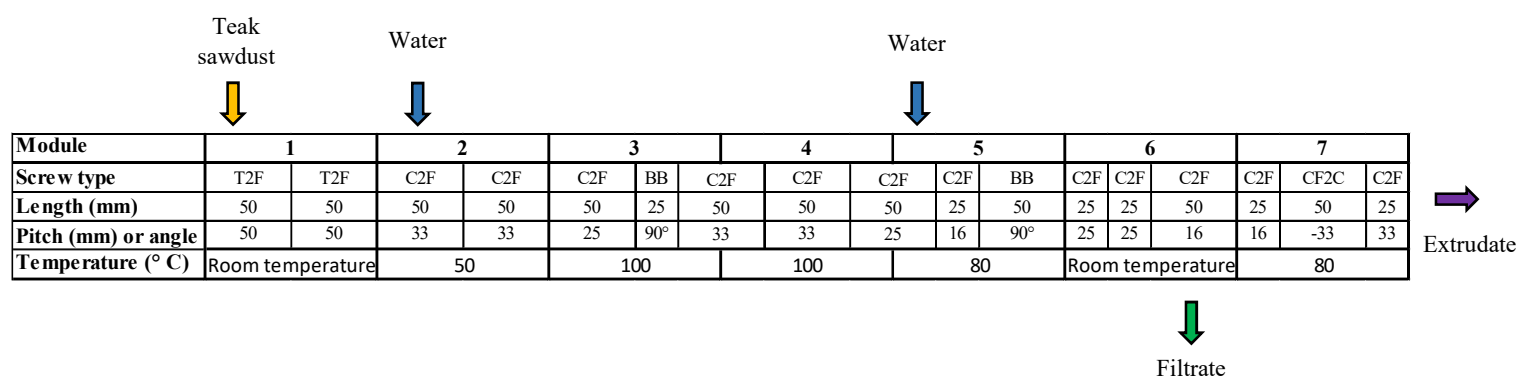 Teak
sawdust
Water
Water
Module 1 2 3 4 5 6 7
Screw type T2F T2F C2F C2F C2F BB C2F C2F C2F C2F BB C2F C2F C2F C2F CF2C C2F
Length (mm) 50 50 50 50 50 25 50 50 50 25 50 25 25 50 25 50 25
Pitch (mm) or angle 50 50 33 33 25 90° 33 33 25 16 90° 25 25 16 16 -33 33
Temperature (° C) Room temperature 50 100 100 80 Room temperature 80
Extrudate
Filtrate